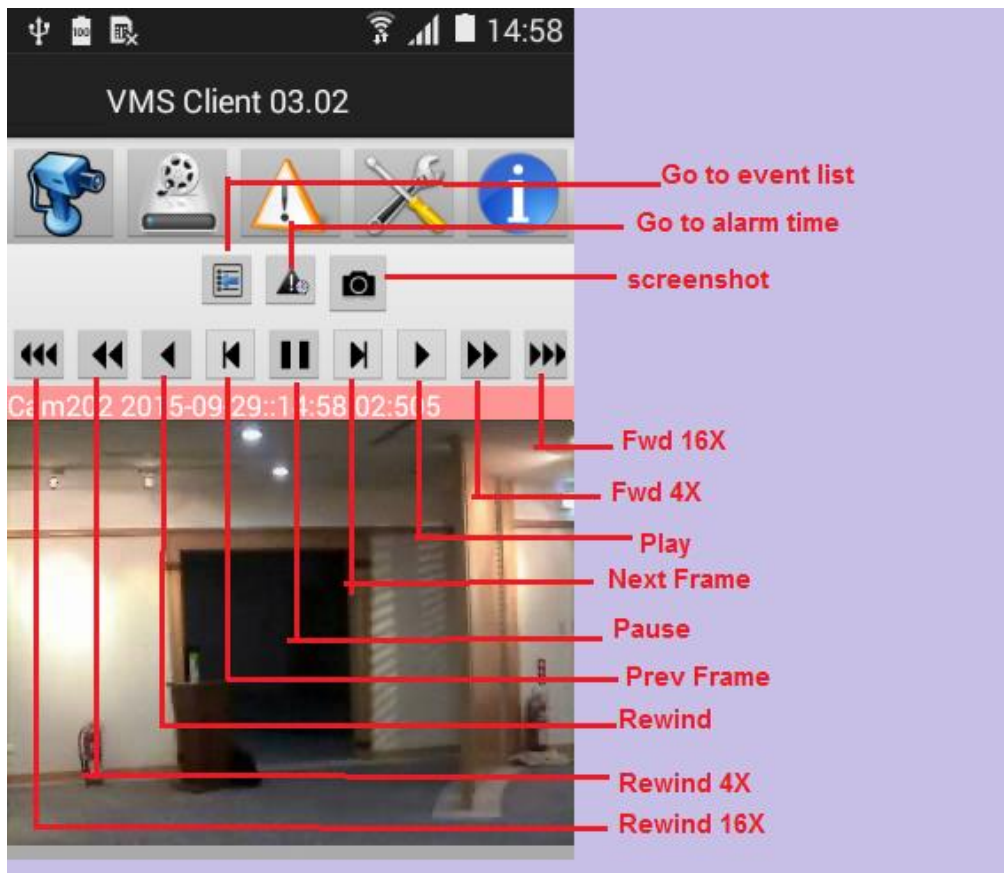 100
14:58
VMS Client 03.02
Go to event list
Go to alarm time
screenshot
Cam202 2015-09-29::14:58:02:505
Fwd 16X
Fwd 4X
Play
Next Frame
Pause
Prev Frame
Rewind
Rewind 4X
Rewind 16X